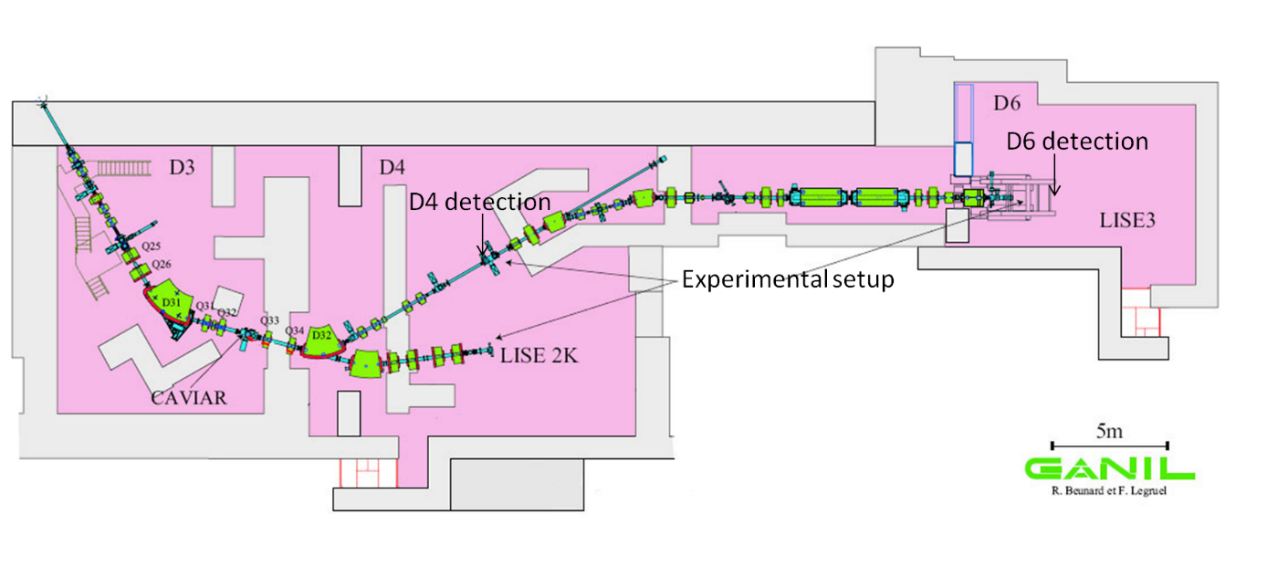 D6
D6 detection
D3
D4
D4 detection
LISE3
Q25
Q26
Experimental setup
D31
Q31
Q32
Q33
Q34
D32
LISE 2K
CAVIAR
5m
GANIL
R. Beunard et F. Legruel